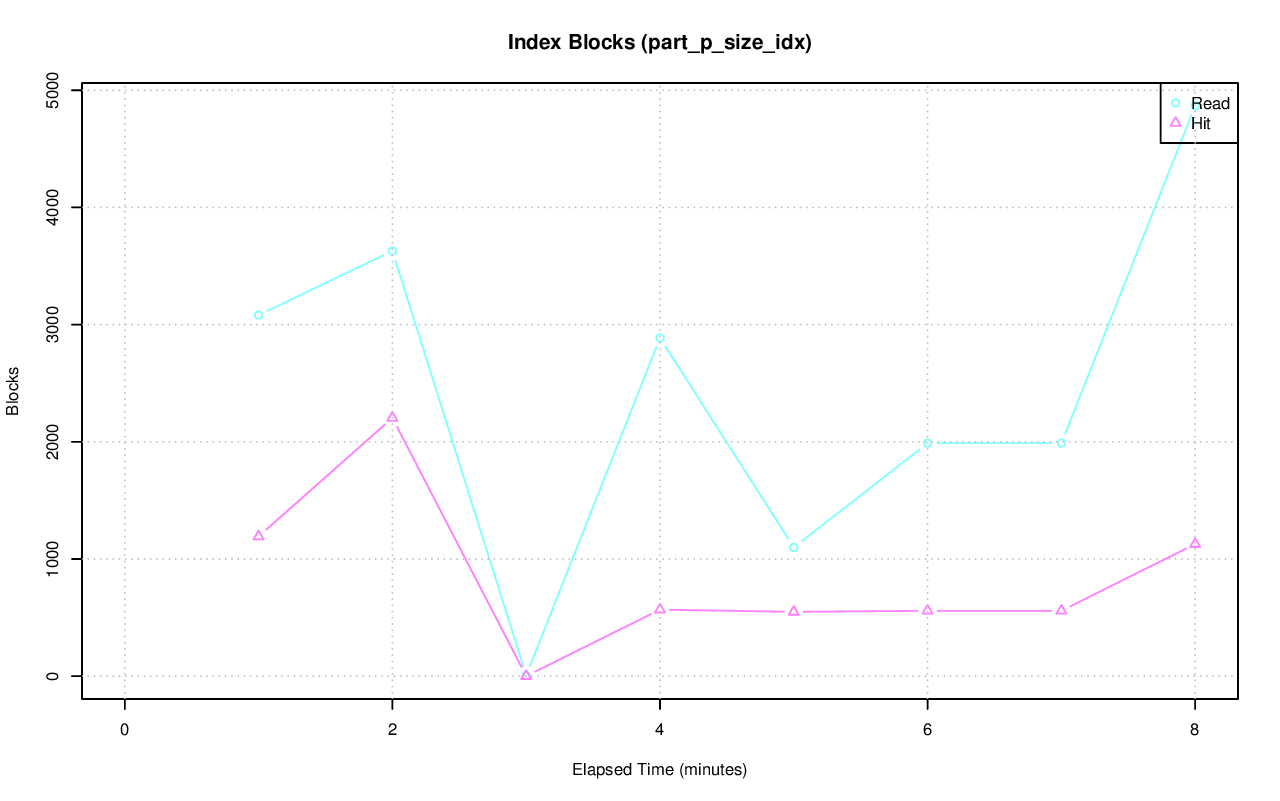 Index Blocks (part_p_size_idx)
5000
4000
3000
2000
1000
0
Blocks
Read
Hit
0 2 4 6 8
Elapsed Time (minutes)